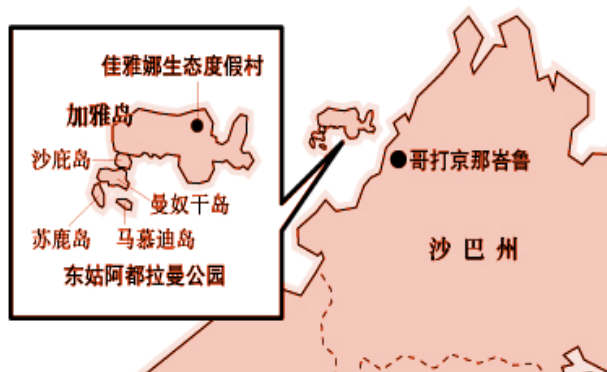 佳雅娜生态度假村
加雅岛
沙庇岛
曼奴干岛
苏鹿岛
马慕迪岛
东姑阿都拉曼公园
哥打京那峇鲁
沙巴州